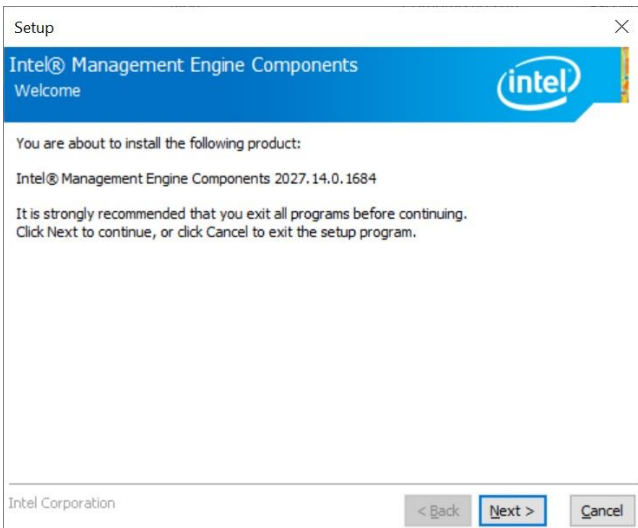 Setup
Intel® Management Engine Components
Welcome
intel
You are about to install the following product:
Intel® Management Engine Components 2027.14.0.1684
It is strongly recommended that you exit all programs before continuing.
Click Next to continue, or click Cancel to exit the setup program.
Intel Corporation
< Back
Next >
Cancel